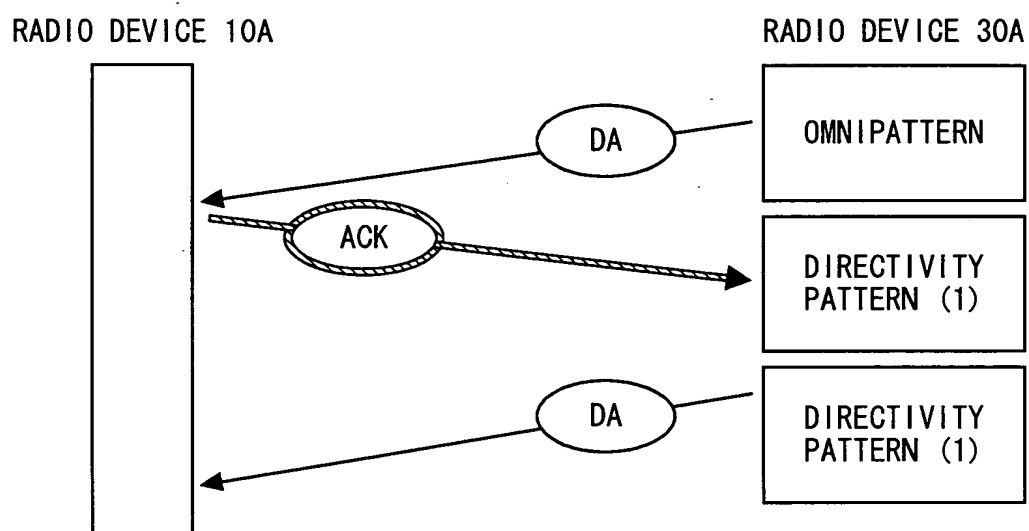 RADIO DEVICE 10A
RADIO DEVICE 30A
DA
OMNIPATTERN
ACK
DIRECTIVITY
PATTERN (1)
DA
DIRECTIVITY
PATTERN (1)